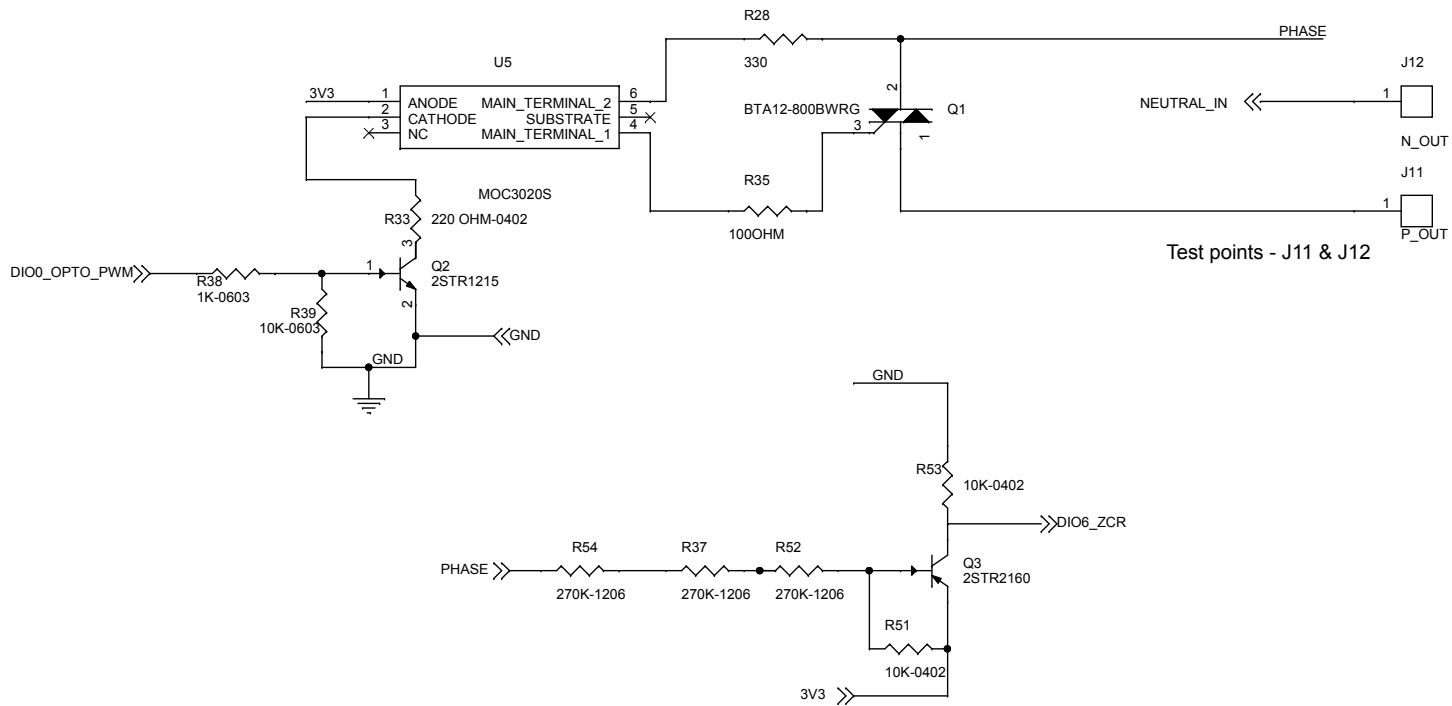 R28
330
PHASE
U5
J12
3V3
1
ANODE
MAIN_TERMINAL_2
6
2
CATHODE
SUBSTRATE
5
3
NC
MAIN_TERMINAL_1
4
2
BTA12-800BWRG
Q1
3
1
NEUTRAL_IN
1
N_OUT
J11
MOC3020S
R35
100OHM
1
P_OUT
Test points - J11 & J12
R33
220 OHM-0402
3
DIO0_OPTO_PWM
R38
1K-0603
1
Q2
2STR1215
2
R39
10K-0603
GND
GND
GND
R53
10K-0402
DIO6_ZCR
PHASE
R54
270K-1206
R37
270K-1206
R52
270K-1206
Q3
2STR2160
R51
10K-0402
3V3